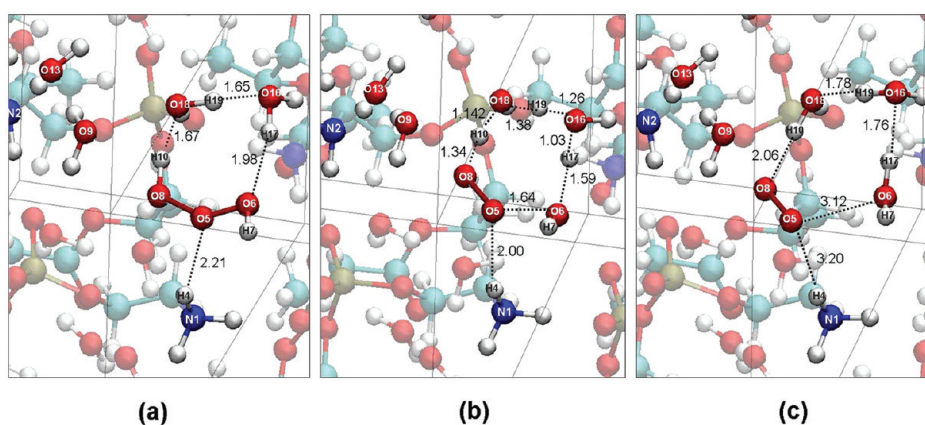 O13
O18
1.65
H19
O16
N2
O9
1.67
H17
H10
1.98
O8
O5
O6
H7
2.21
H4
N1
(a)
O13
O18
1.26
H19
1.142
1.38
O16
N2
O9
H10
1.03
1.34
H17
O8
1.59
1.64
O5
O6
H7
2.00
H4
N1
(b)
O13
1.78
O18
H19
O16
N2
O9
H10
1.76
H17
2.06
O8
O6
3.12
O5
H7
3.20
H4
N1
(c)